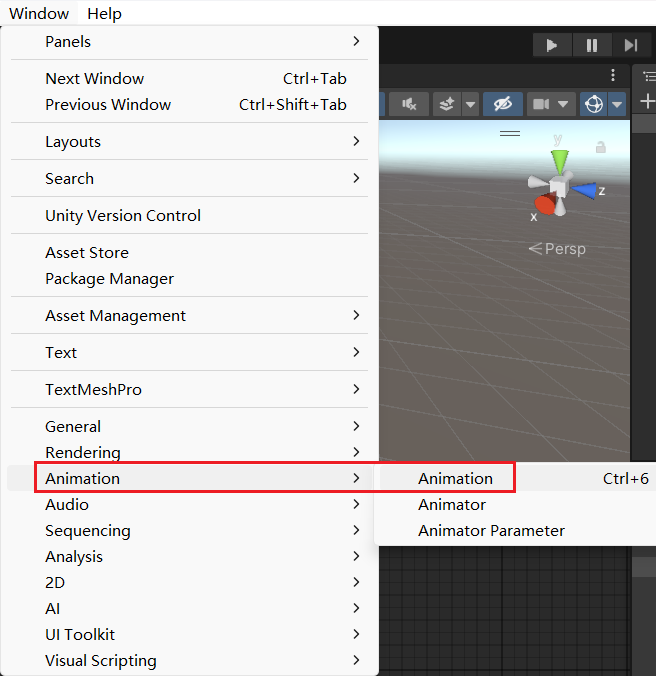 Window Help
Panels
Next Window Ctrl+Tab
Previous Window Ctrl+Shift+Tab
Layouts
Search
Unity Version Control
Asset Store
Package Manager
Asset Management
Text
TextMeshPro
General
Rendering
Animation
Audio
Sequencing
Analysis
2D
AI
UI Toolkit
Visual Scripting
Animation Ctrl+6
Animator
Animator Parameter
y
z
x
Persp